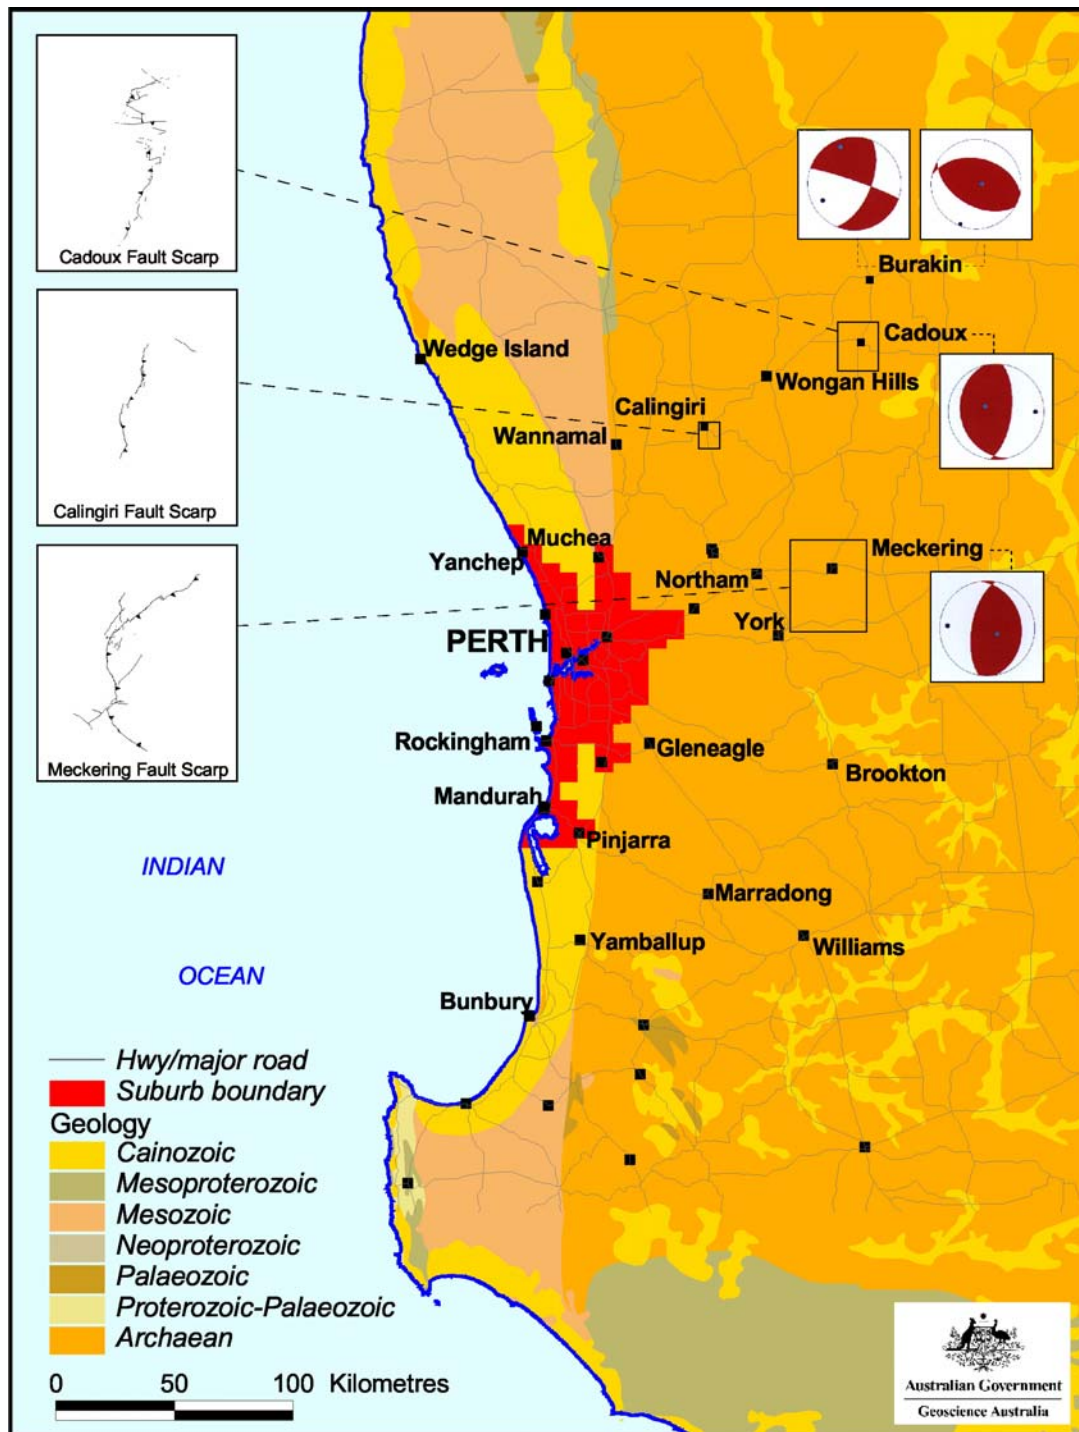 Cadoux Fault Scarp
Calingiri Fault Scarp
Meckering Fault Scarp
Burakin
Cadoux
Wedge Island
Wongan Hills
Calingiri
Wannamal
Muchea
Yanchep
Meckering
Northam
York
PERTH
Rockingham
Gleneagle
Brookton
Mandurah
Pinjarra
INDIAN
Marradong
Yamballup
Williams
OCEAN
Bunbury
Hwy/major road
Suburb boundary
Geology
Cainozoic
Mesoproterozoic
Mesozoic
Neoproterozoic
Palaeozoic
Proterozoic-Palaeozoic
Archaean
0 50 100 Kilometres
Australian Government
Geoscience Australia